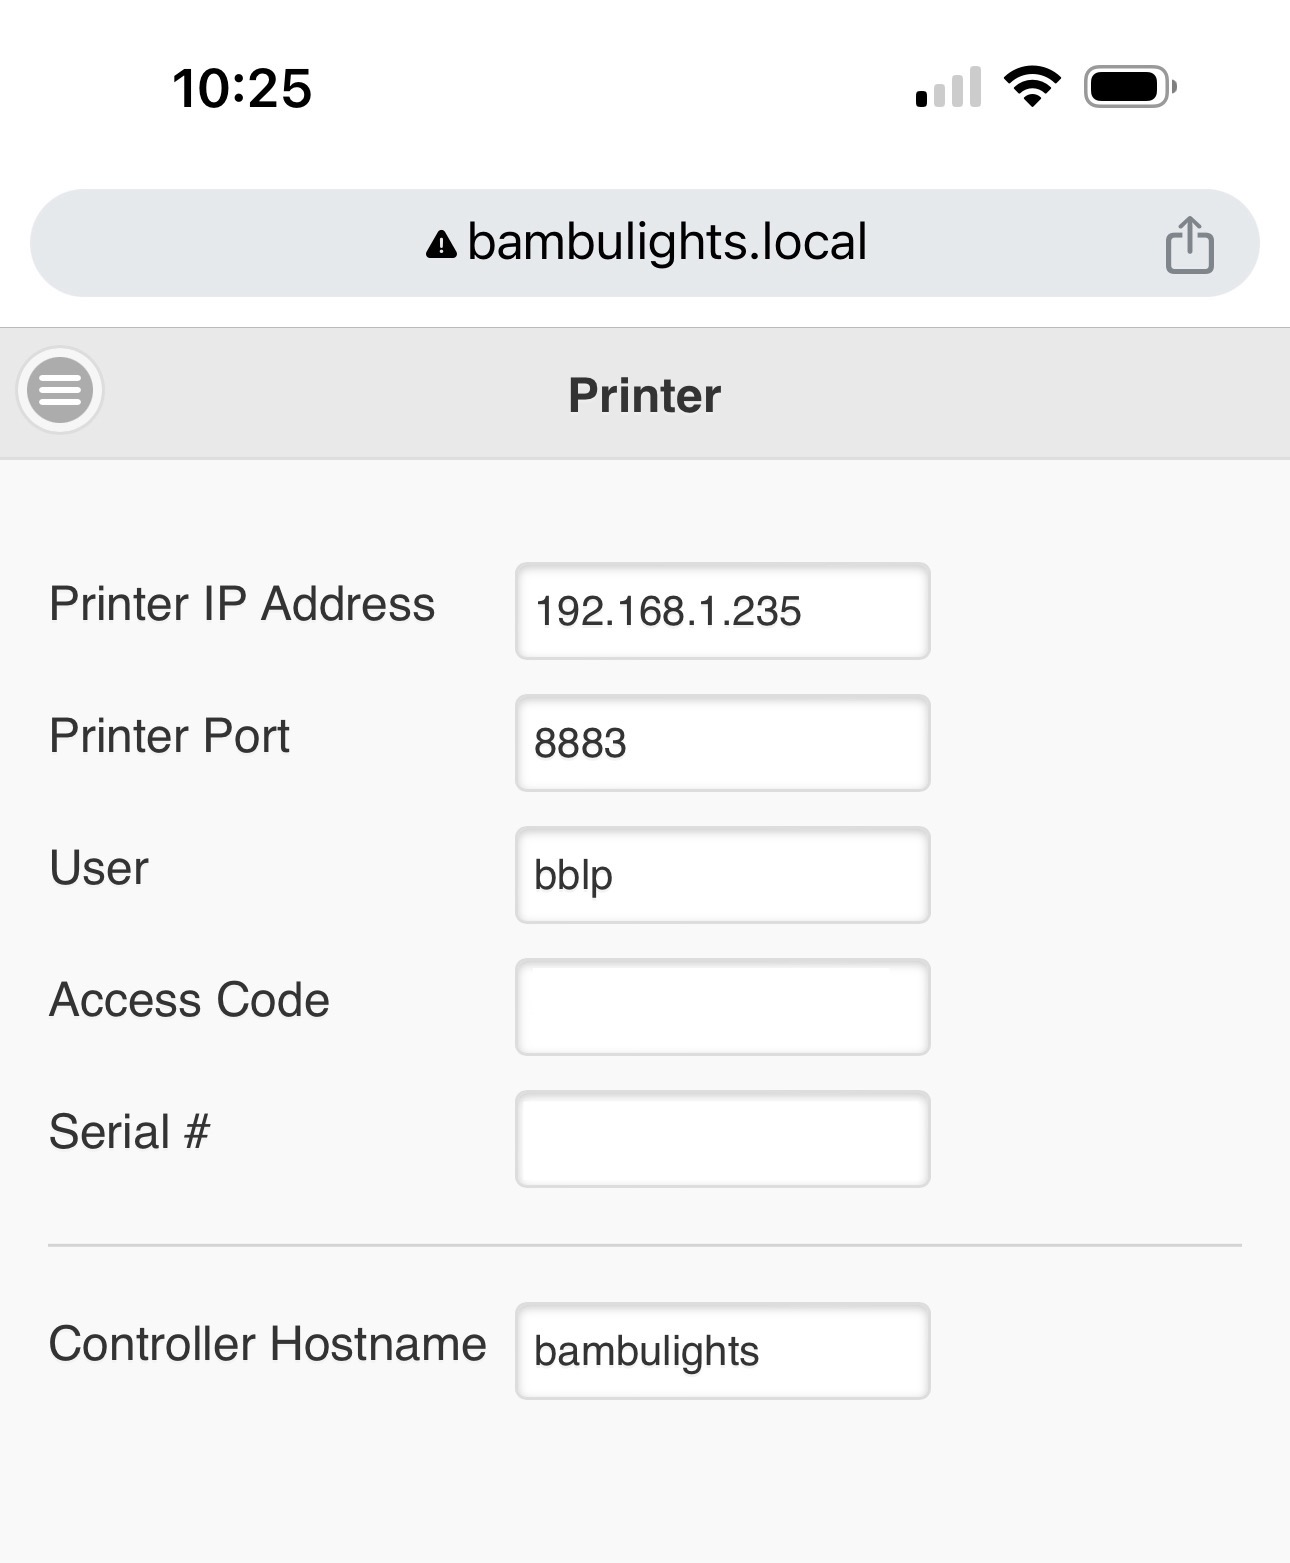 10:25
bambulights.local
Printer
Printer IP Address 192.168.1.235
Printer Port 8883
User bblp
Access Code
Serial #
Controller Hostname bambulights